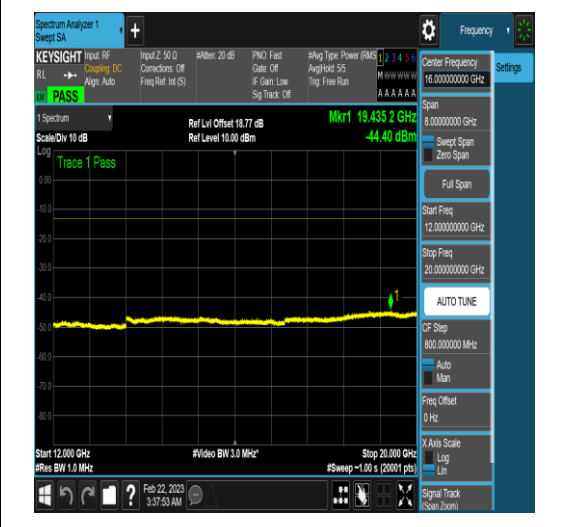 Spectrum Analyzer 1
Swept SA
+
Frequency
KEYSIGHT
RL
PASS
Input: RF
Coupling: DC
Align: Auto
Input Z: 50 Ω
Corrections: Off
Freq Ref: Int (S)
#Atten: 20 dB
PNO: Fast
Gate: Off
IF Gain: Low
Sig Track: Off
#Avg Type: Power (RMS
Avg|Hold: 5/5
Trig: Free Run
1 2 3 4 5 6
M W W W W W
A A A A A A
1 Spectrum
Scale/Div 10 dB
Ref Lvl Offset 18.77 dB
Ref Level 10.00 dBm
Mkr1 19.435 2 GHz
-44.40 dBm
Log
Trace 1 Pass
0.00
-10.0
-20.0
-30.0
-40.0
-50.0
-60.0
-70.0
-80.0
1
Start 12.000 GHz
#Res BW 1.0 MHz
#Video BW 3.0 MHz*
Stop 20.000 GHz
#Sweep ~1.00 s (20001 pts)
Feb 22, 2023
3:37:53 AM
?
Center Frequency
16.000000000 GHz
Settings
Span
8.00000000 GHz
Swept Span
Zero Span
Full Span
Start Freq
12.000000000 GHz
Stop Freq
20.000000000 GHz
AUTO TUNE
CF Step
800.000000 MHz
Auto
Man
Freq Offset
0 Hz
X Axis Scale
Log
Lin
Signal Track
(Span Zoom)